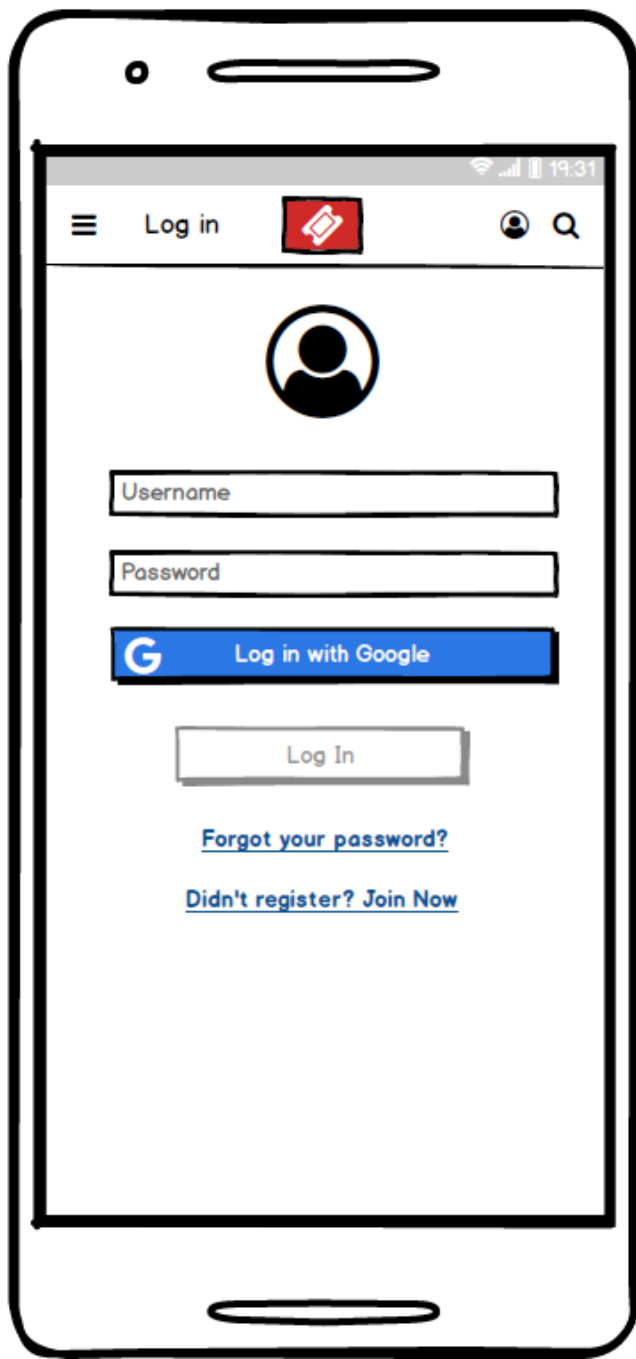 19:31
Log in
Username
Password
G Log in with Google
Log In
Forgot your password?
Didn't register? Join Now